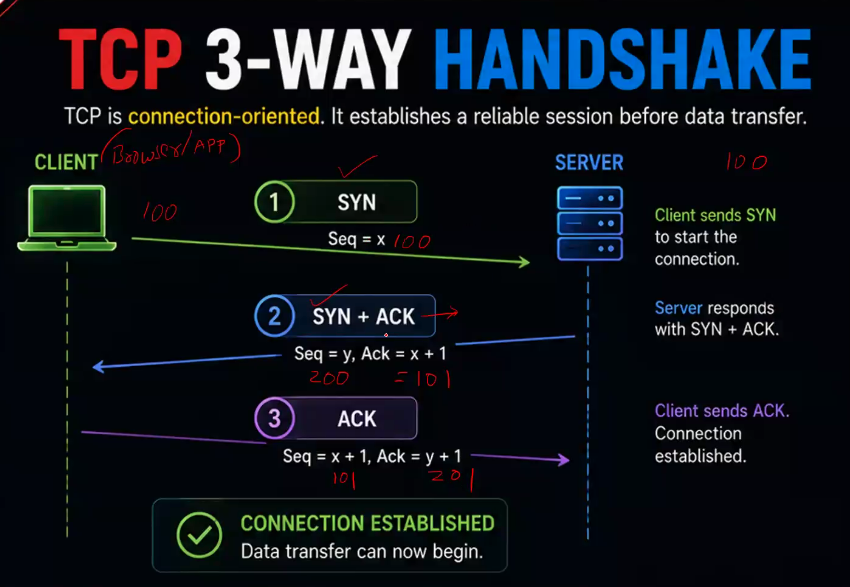 TCP 3-WAY HANDSHAKE
TCP is connection-oriented. It establishes a reliable session before data transfer.
CLIENT (Browser/APP)
SERVER
100
100
1 SYN
Seq = x 100
Client sends SYN
to start the
connection.
2 SYN + ACK
Seq = y, Ack = x + 1
200 = 101
Server responds
with SYN + ACK.
3 ACK
Seq = x + 1, Ack = y + 1
101 201
Client sends ACK.
Connection
established.
CONNECTION ESTABLISHED
Data transfer can now begin.